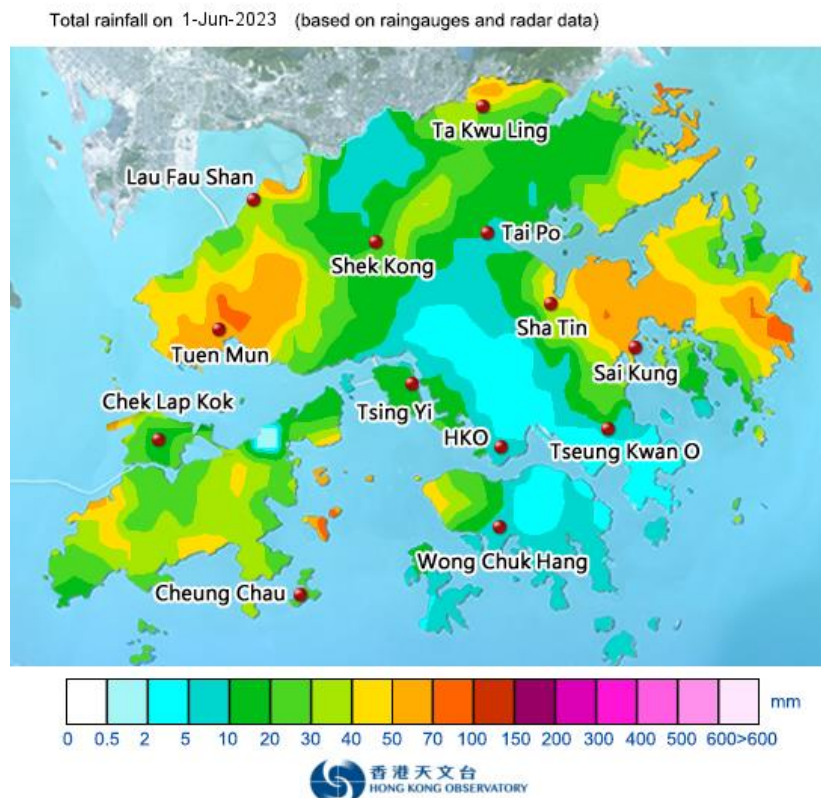 Total rainfall on 1-Jun-2023 (based on raingauges and radar data)
Ta Kwu Ling
Lau Fau Shan
Tai Po
Shek Kong
Sha Tin
Tuen Mun
Sai Kung
Chek Lap Kok
Tsing Yi
HKO
Tseung Kwan O
Wong Chuk Hang
Cheung Chau
mm
0 0.5 2 5 10 20 30 40 50 70 100 150 200 300 400 500 600>600
香港天文台
HONG KONG OBSERVATORY